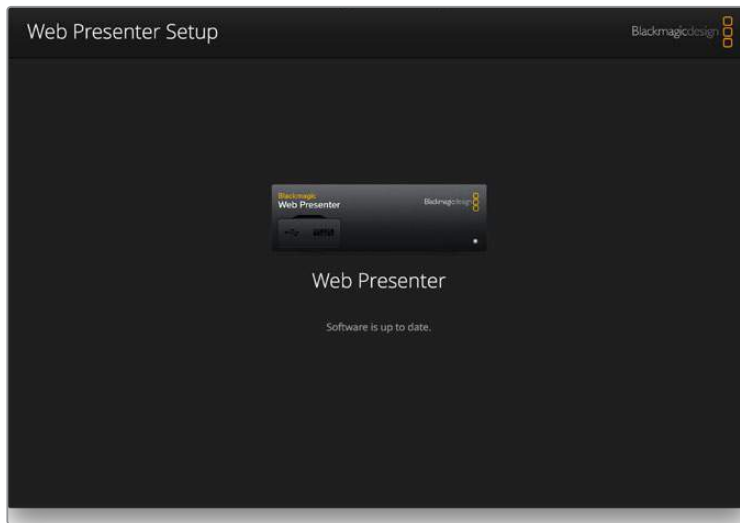 Web Presenter Setup
Blackmagicdesign
Blackmagic
Web Presenter
Blackmagicdesign
Web Presenter
Software is up to date.